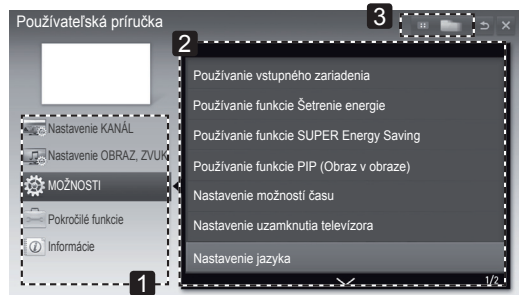 Používateľská príručka
3
2
Nastavenie KANÁL
Nastavenie OBRAZ, ZVUK
MOŽNOSTI
Pokročilé funkcie
Informácie
1
Používanie vstupného zariadenia
Používanie funkcie Šetrenie energie
Používanie funkcie SUPER Energy Saving
Používanie funkcie PIP (Obraz v obraze)
Nastavenie možností času
Nastavenie uzamknutia televízora
Nastavenie jazyka
1/2